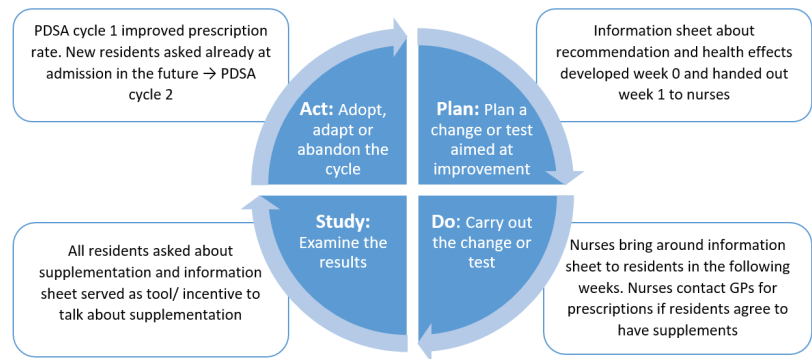 PDSA cycle 1 improved prescription
rate. New residents asked already at
admission in the future → PDSA
cycle 2
Information sheet about
recommendation and health effects
developed week 0 and handed out
week 1 to nurses
Act: Adopt,
adapt or
abandon the
cycle
Plan: Plan a
change or test
aimed at
improvement
Study:
Examine the
results
Do: Carry out
the change or
test
All residents asked about
supplementation and information
sheet served as tool/ incentive to
talk about supplementation
Nurses bring around information
sheet to residents in the following
weeks. Nurses contact GPs for
prescriptions if residents agree to
have supplements